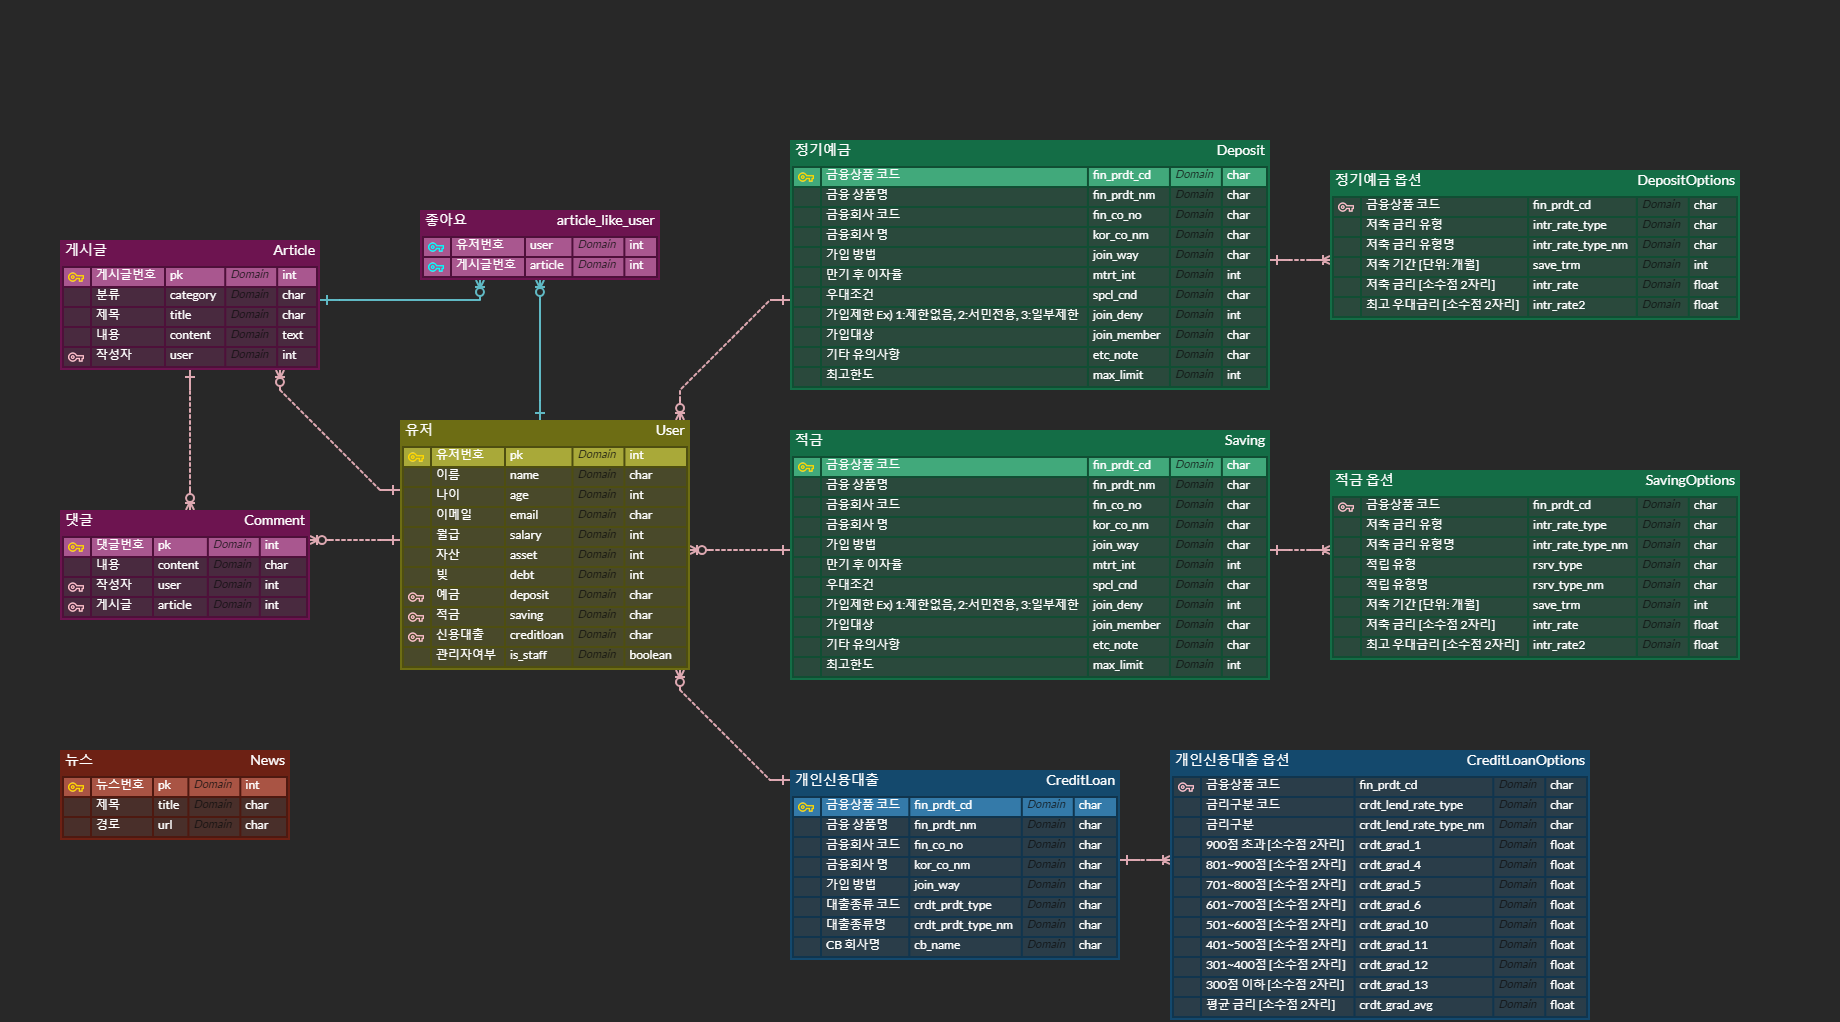 게시글 Article
게시글번호 pk Domain int
분류 category Domain char
제목 title Domain char
내용 content Domain text
작성자 user Domain int
좋아요 article_like_user
유저번호 user Domain int
게시글번호 article Domain int
댓글 Comment
댓글번호 pk Domain int
내용 content Domain char
작성자 user Domain int
게시글 article Domain int
유저 User
유저번호 pk Domain int
이름 name Domain char
나이 age Domain int
이메일 email Domain char
월급 salary Domain int
자산 asset Domain int
빚 debt Domain int
예금 deposit Domain char
적금 saving Domain char
신용대출 creditloan Domain char
관리자여부 is_staff Domain boolean
뉴스 News
뉴스번호 pk Domain int
제목 title Domain char
경로 url Domain char
정기예금 Deposit
금융상품 코드 fin_prdt_cd Domain char
금융 상품명 fin_prdt_nm Domain char
금융회사 코드 fin_co_no Domain char
금융회사 명 kor_co_nm Domain char
가입 방법 join_way Domain char
만기 후 이자율 mtrt_int Domain int
우대조건 spcl_cnd Domain char
가입제한 Ex) 1:제한없음, 2:서민전용, 3:일부제한 join_deny Domain int
가입대상 join_member Domain char
기타 유의사항 etc_note Domain char
최고한도 max_limit Domain int
정기예금 옵션 DepositOptions
금융상품 코드 fin_prdt_cd Domain char
저축 금리 유형 intr_rate_type Domain char
저축 금리 유형명 intr_rate_type_nm Domain char
저축 기간 [단위: 개월] save_trm Domain int
저축 금리 [소수점 2자리] intr_rate Domain float
최고 우대금리 [소수점 2자리] intr_rate2 Domain float
적금 Saving
금융상품 코드 fin_prdt_cd Domain char
금융 상품명 fin_prdt_nm Domain char
금융회사 코드 fin_co_no Domain char
금융회사 명 kor_co_nm Domain char
가입 방법 join_way Domain char
만기 후 이자율 mtrt_int Domain int
우대조건 spcl_cnd Domain char
가입제한 Ex) 1:제한없음, 2:서민전용, 3:일부제한 join_deny Domain int
가입대상 join_member Domain char
기타 유의사항 etc_note Domain char
최고한도 max_limit Domain int
적금 옵션 SavingOptions
금융상품 코드 fin_prdt_cd Domain char
저축 금리 유형 intr_rate_type Domain char
저축 금리 유형명 intr_rate_type_nm Domain char
적립 유형 rsrv_type Domain char
적립 유형명 rsrv_type_nm Domain char
저축 기간 [단위: 개월] save_trm Domain int
저축 금리 [소수점 2자리] intr_rate Domain float
최고 우대금리 [소수점 2자리] intr_rate2 Domain float
개인신용대출 CreditLoan
금융상품 코드 fin_prdt_cd Domain char
금융 상품명 fin_prdt_nm Domain char
금융회사 코드 fin_co_no Domain char
금융회사 명 kor_co_nm Domain char
가입 방법 join_way Domain char
대출종류 코드 crdt_prdt_type Domain char
대출종류명 crdt_prdt_type_nm Domain char
CB 회사명 cb_name Domain char
개인신용대출 옵션 CreditLoanOptions
금융상품 코드 fin_prdt_cd Domain char
금리구분 코드 crdt_lend_rate_type Domain char
금리구분 crdt_lend_rate_type_nm Domain char
900점 초과 [소수점 2자리] crdt_grad_1 Domain float
801~900점 [소수점 2자리] crdt_grad_4 Domain float
701~800점 [소수점 2자리] crdt_grad_5 Domain float
601~700점 [소수점 2자리] crdt_grad_6 Domain float
501~600점 [소수점 2자리] crdt_grad_10 Domain float
401~500점 [소수점 2자리] crdt_grad_11 Domain float
301~400점 [소수점 2자리] crdt_grad_12 Domain float
300점 이하 [소수점 2자리] crdt_grad_13 Domain float
평균 금리 [소수점 2자리] crdt_grad_avg Domain float